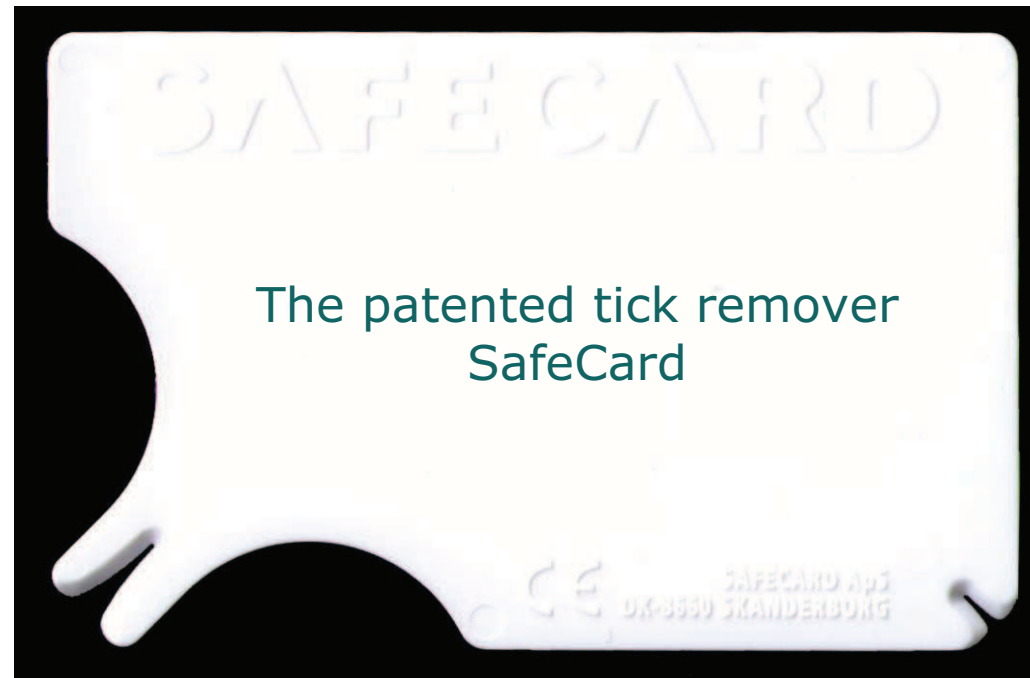 SAFECARD
The patented tick remover
SafeCard
CE SAFECARD ApS
DK-8660 SKANDERBORG